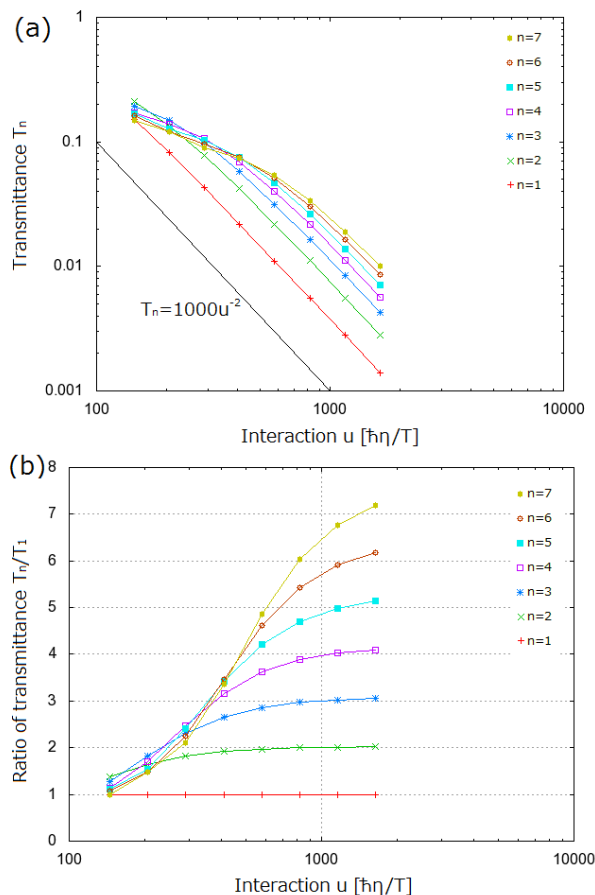 (a)
1
0.1
0.01
0.001
100
1000
10000
Transmittance Tn
Interaction u [ħη/T]
Tn=1000u-2
n=7
n=6
n=5
n=4
n=3
n=2
n=1
(b)
8
7
6
5
4
3
2
1
0
100
1000
10000
Ratio of transmittance Tn/T1
Interaction u [ħη/T]
n=7
n=6
n=5
n=4
n=3
n=2
n=1